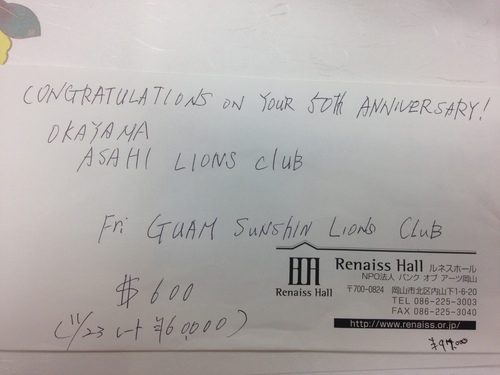 CONGRATULATIONS ON YOUR 50th ANNIVERSARY!
OKAYAMA
ASAHI LIONS Club
Fri GUAM SUNSHIN LIONS CLUB
Renaiss Hall ルネスホール
NPO法人 バンク オブ アーツ岡山
Renaiss Hall
〒700-0824 岡山市北区内山下1-6-20
TEL 086-225-3003
FAX 086-225-3040
http://www.renaiss.or.jp/
$ 600
(11/23 レート ¥60,000)